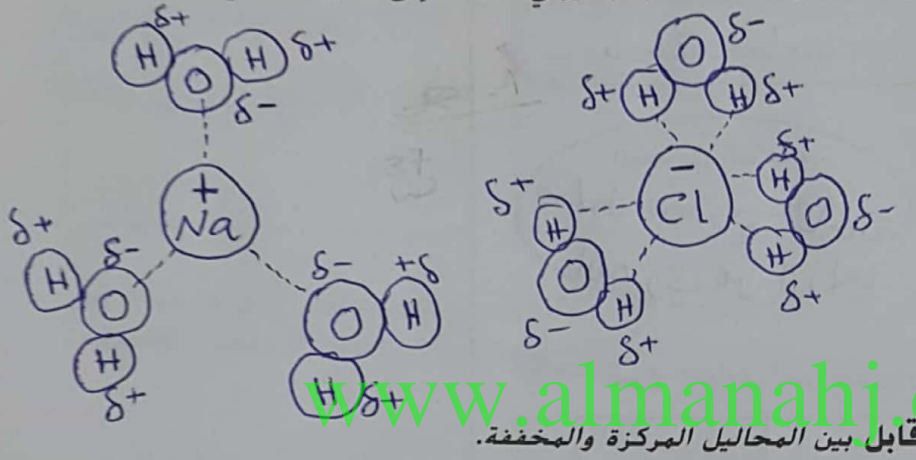 δ+
H O H δ+
δ-
+
Na
δ+
H O
δ-
H
δ+
δ-
O H
+δ
H δ+
O δ-
δ+ H H δ+
-
Cl
δ+
H
O δ-
H
δ+
δ+
H
O
δ- H
δ+
www.almanahj.
قابل بين المحاليل المركزة والمخففة.